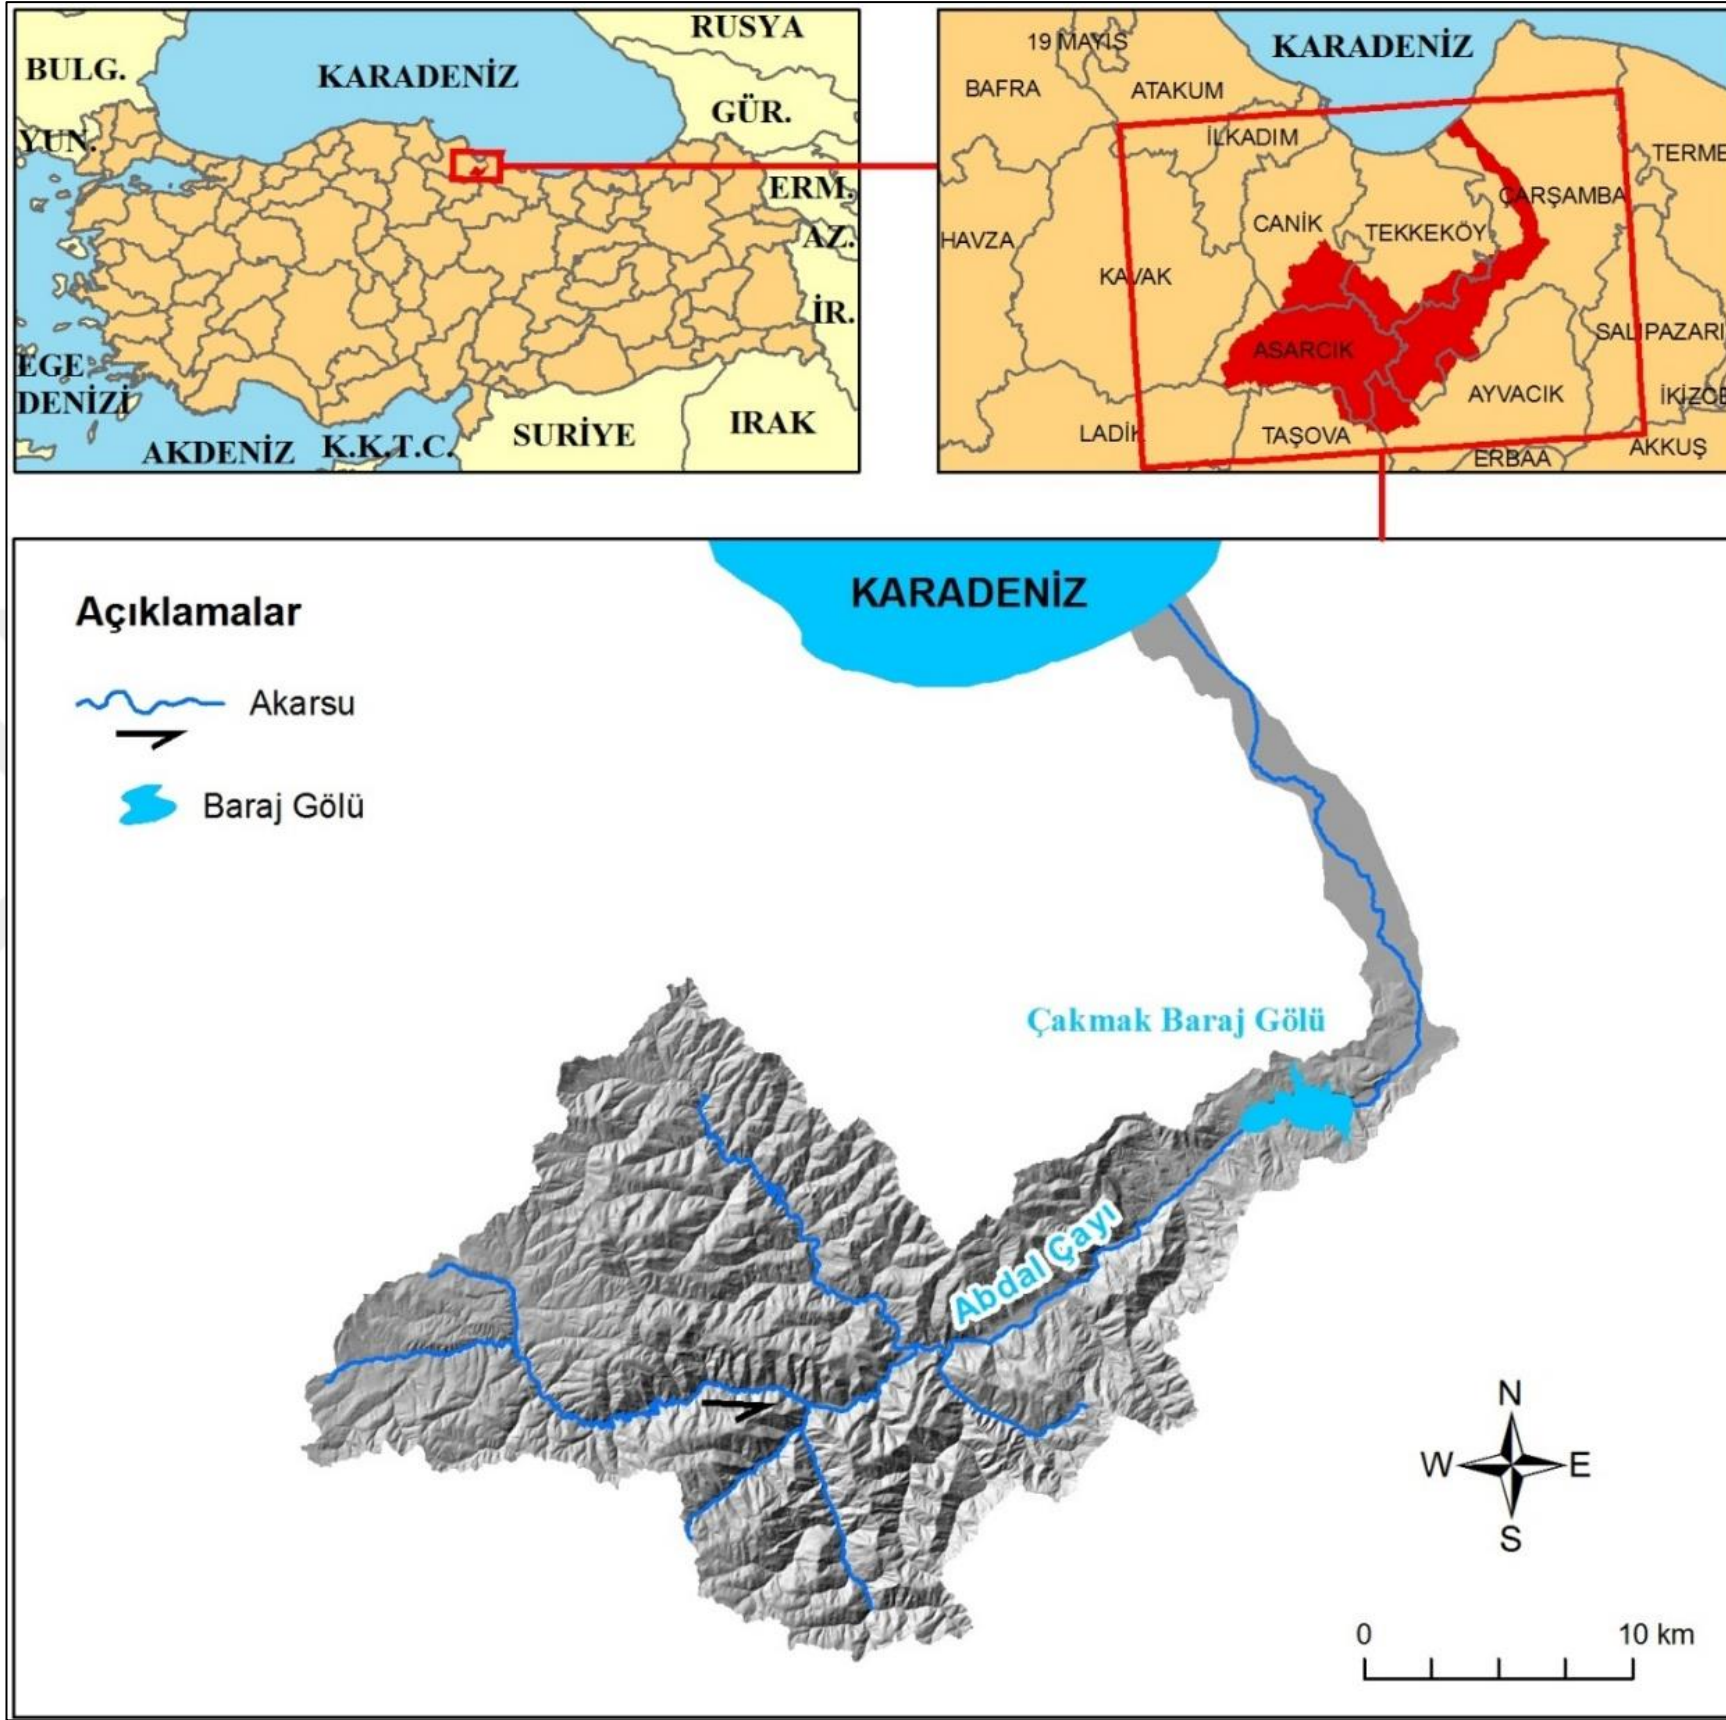 RUSYA
BULG.
KARADENİZ
GÜR.
YUN.
ERM.
AZ.
İR.
EGE
DENİZİ
AKDENİZ
K.K.T.C.
SURİYE
IRAK
19 MAYIS
KARADENİZ
BAFRA
ATAKUM
İLKADIM
TERME
ÇARŞAMBA
CANİK
TEKKEKÖY
HAVZA
KAVAK
SALIPAZARI
ASARCIK
AYVACIK
İKİZCE
LADİK
TAŞOVA
ERBAA
AKKUŞ
KARADENİZ
Açıklamalar
Akarsu
Baraj Gölü
Çakmak Baraj Gölü
Abdal Çayı
N
W
E
S
0
10 km